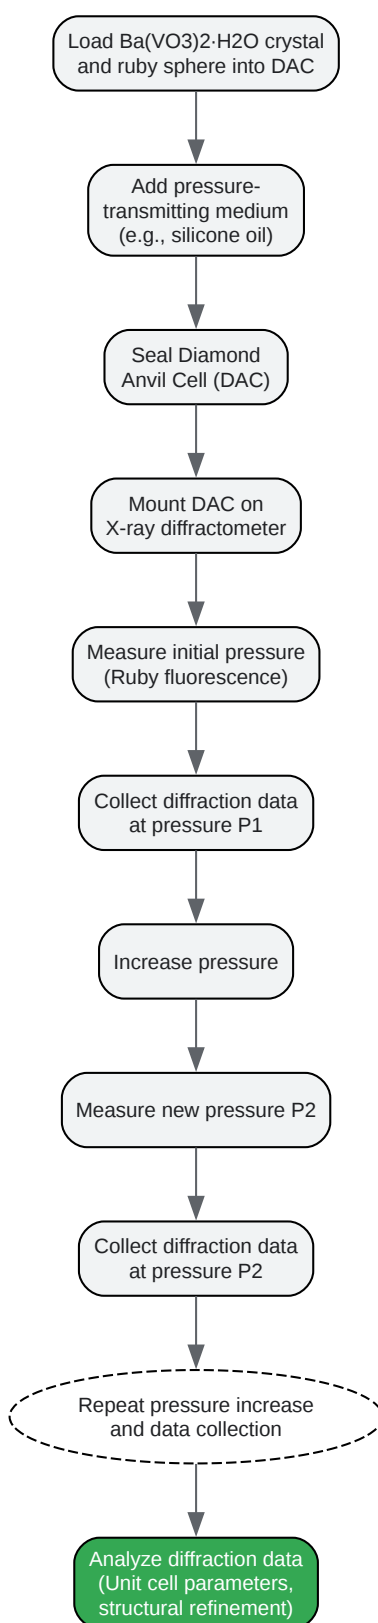 Load Ba(VO3)2·H2O crystal
and ruby sphere into DAC
Add pressure-
transmitting medium
(e.g., silicone oil)
Seal Diamond
Anvil Cell (DAC)
Mount DAC on
X-ray diffractometer
Measure initial pressure
(Ruby fluorescence)
Collect diffraction data
at pressure P1
Increase pressure
Measure new pressure P2
Collect diffraction data
at pressure P2
Repeat pressure increase
and data collection
Analyze diffraction data
(Unit cell parameters,
structural refinement)